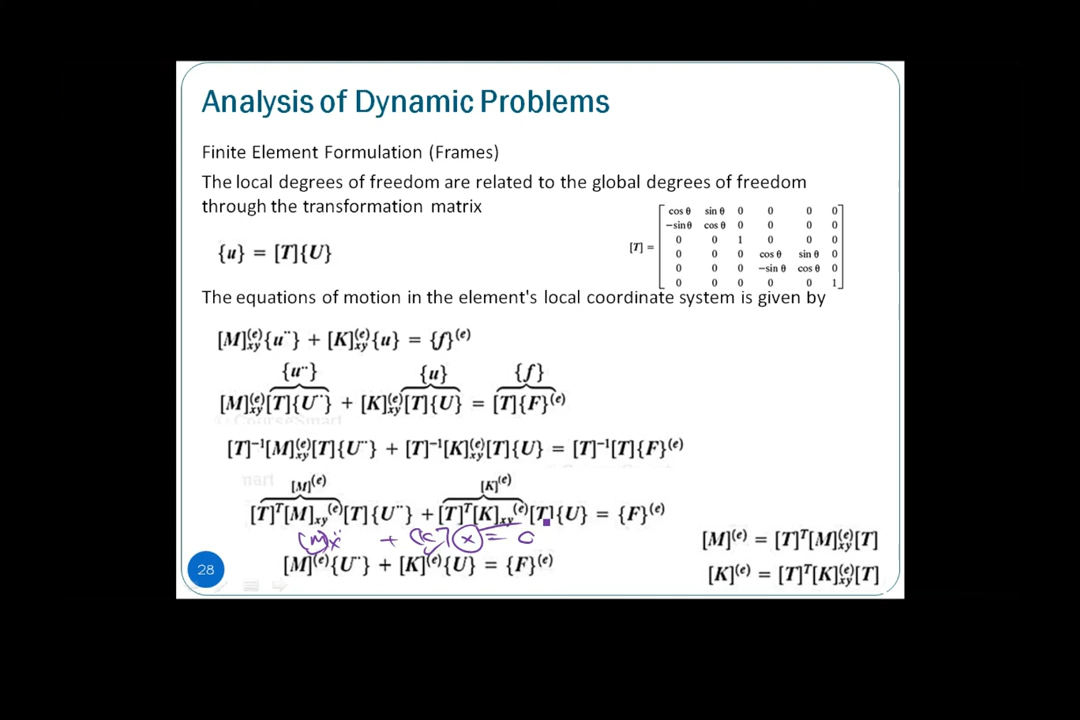 Analysis of Dynamic Problems
Finite Element Formulation (Frames)
The local degrees of freedom are related to the global degrees of freedom
through the transformation matrix
{u} = [T]{U}
[T] =
cos θ sin θ 0 0 0 0
−sin θ cos θ 0 0 0 0
0 0 1 0 0 0
0 0 0 cos θ sin θ 0
0 0 0 −sin θ cos θ 0
0 0 0 0 0 1
The equations of motion in the element's local coordinate system is given by
[M]xy(e){u¨} + [K]xy(e){u} = {f}(e)
{u¨} {u} {f}
[M]xy(e)[T]{U¨} + [K]xy(e)[T]{U} = [T]{F}(e)
[T]−1[M]xy(e)[T]{U¨} + [T]−1[K]xy(e)[T]{U} = [T]−1[T]{F}(e)
[M](e) [K](e)
[T]T[M]xy(e)[T]{U¨} + [T]T[K]xy(e)[T]{U} = {F}(e)
[M](e){U¨} + [K](e){U} = {F}(e)
[M](e) = [T]T[M]xy(e)[T]
[K](e) = [T]T[K]xy(e)[T]
28